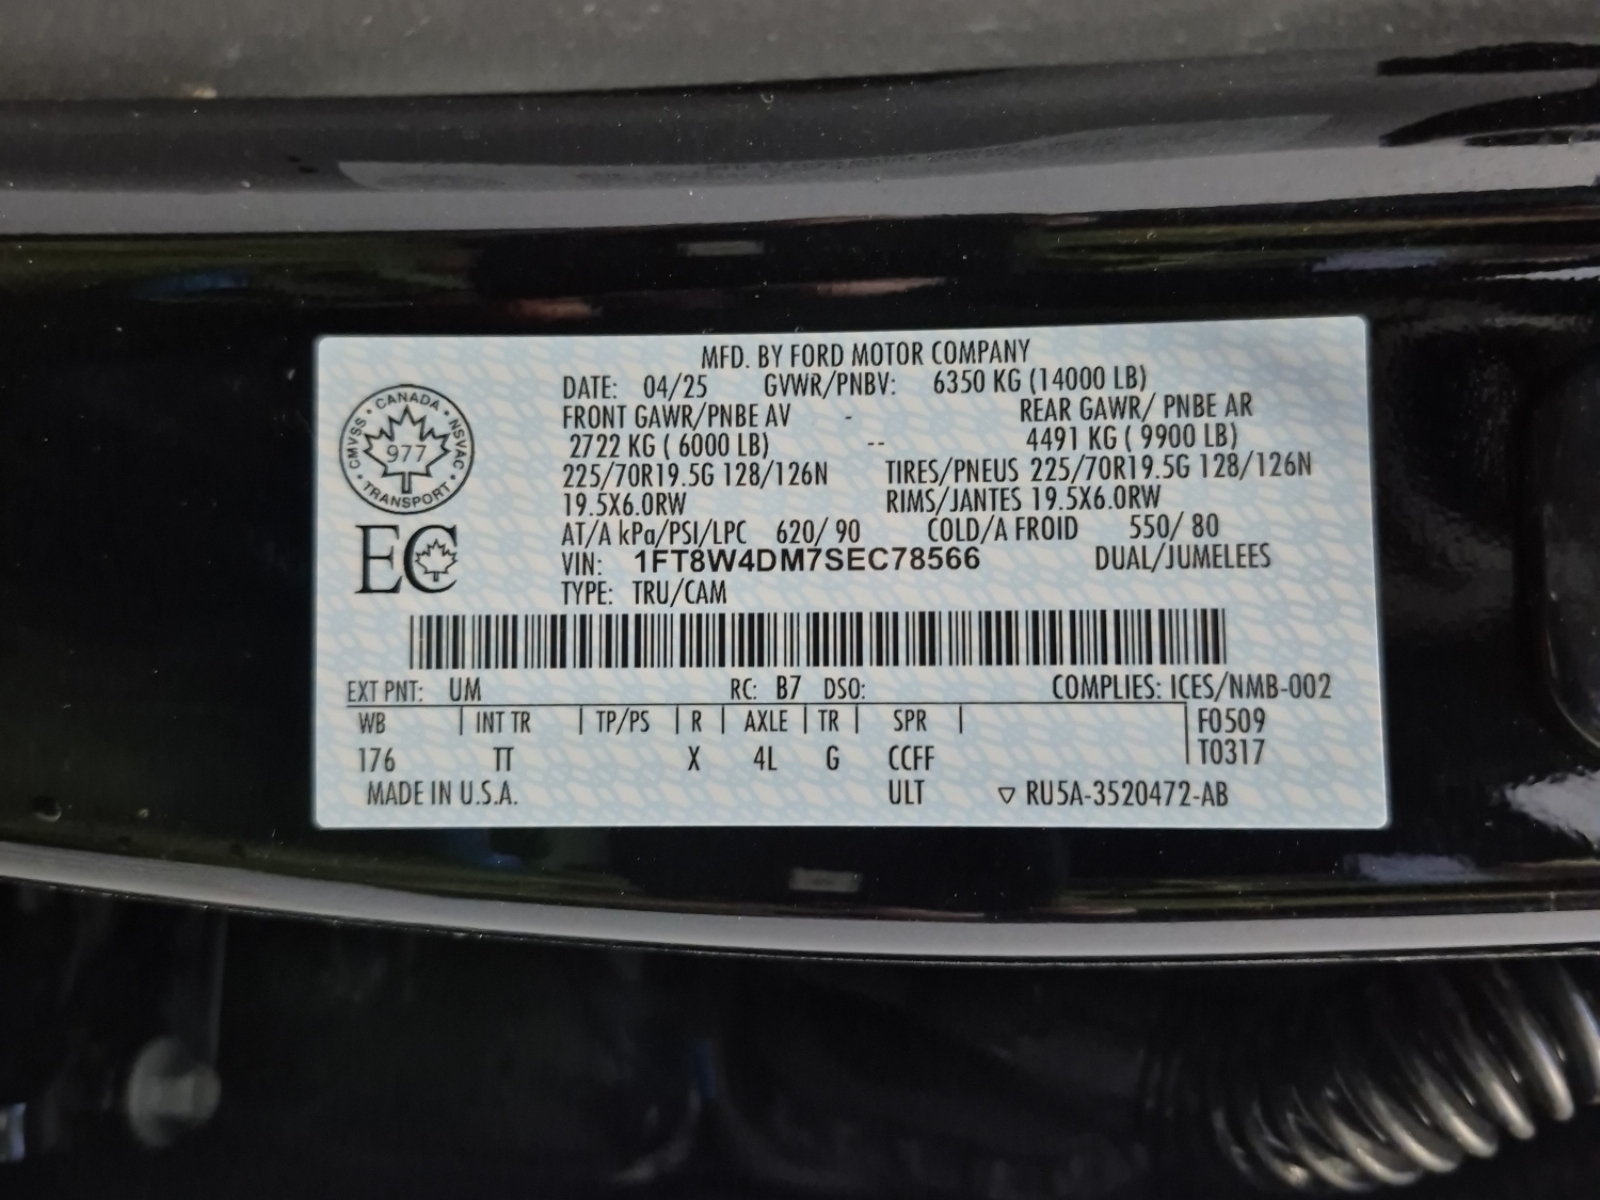 MFD. BY FORD MOTOR COMPANY
DATE: 04/25 GVWR/PNBV: 6350 KG (14000 LB)
FRONT GAWR/PNBE AV - REAR GAWR/ PNBE AR
2722 KG ( 6000 LB) -- 4491 KG ( 9900 LB)
225/70R19.5G 128/126N TIRES/PNEUS 225/70R19.5G 128/126N
19.5X6.0RW RIMS/JANTES 19.5X6.0RW
AT/A kPa/PSI/LPC 620/ 90 COLD/A FROID 550/ 80
VIN: 1FT8W4DM7SEC78566 DUAL/JUMELEES
TYPE: TRU/CAM
CANADA
CMVSS
NSVAC
977
TRANSPORT
EC
EXT PNT: UM RC: B7 DSO: COMPLIES: ICES/NMB-002
WB | INT TR | TP/PS | R | AXLE | TR | SPR | F0509
176 TT X 4L G CCFF T0317
MADE IN U.S.A. ULT ▽ RU5A-3520472-AB